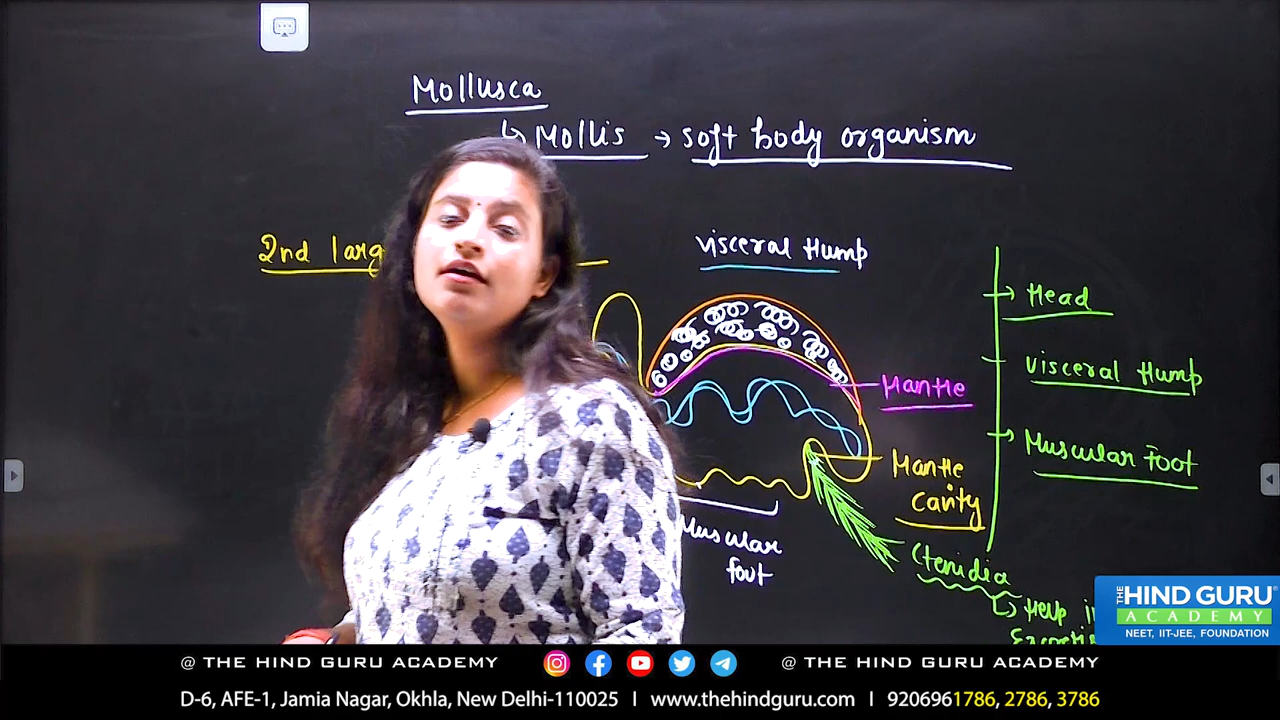 Mollusca
↳ Mollis → soft body organism
2nd larg
visceral Hump
→ Head
visceral Hump
→ Muscular Foot
Mantle
Mantle
cavity
Muscular
foot
Ctenidia
↳ Help
THE HIND GURU
ACADEMY
NEET, IIT-JEE, FOUNDATION
@ THE HIND GURU ACADEMY @ THE HIND GURU ACADEMY
D-6, AFE-1, Jamia Nagar, Okhla, New Delhi-110025 | www.thehindguru.com | 9206961786, 2786, 3786